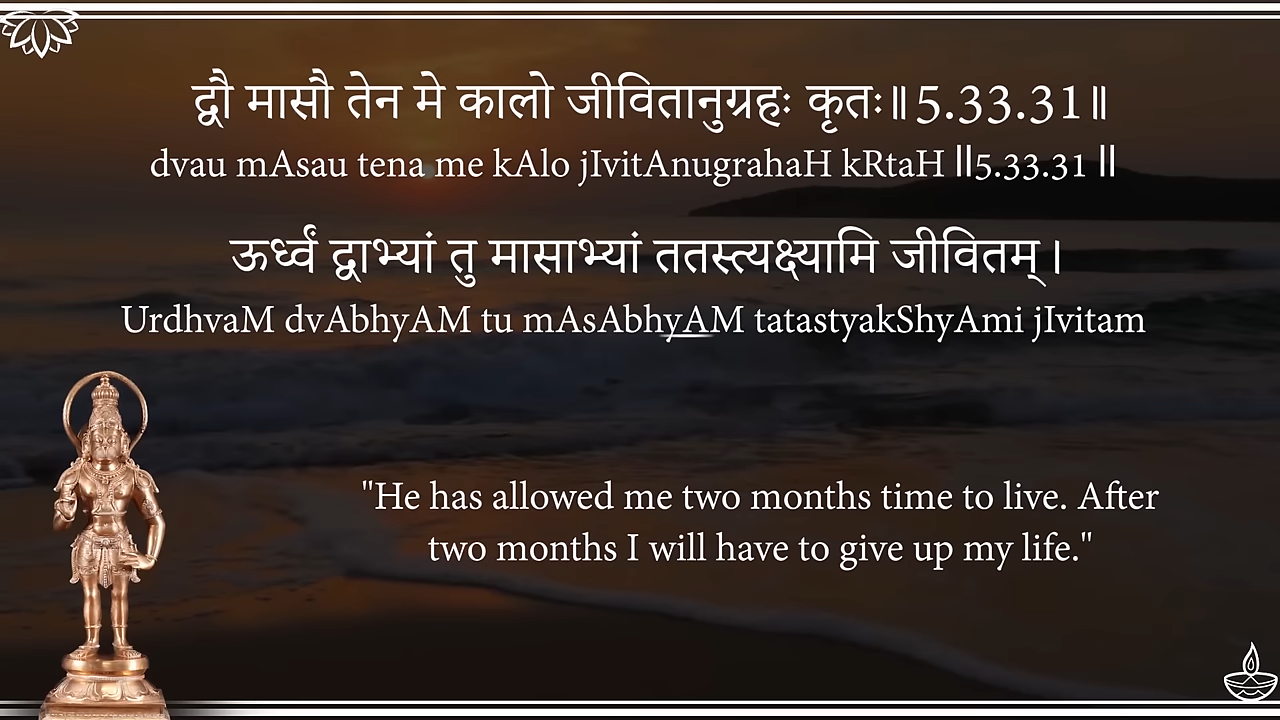 द्वौ मासौ तेन मे कालो जीवितानुग्रहः कृतः॥5.33.31॥
dvau mAsau tena me kAlo jIvitAnugrahaH kRtaH ||5.33.31 ||
ऊर्ध्वं द्वाभ्यां तु मासाभ्यां ततस्त्यक्ष्यामि जीवितम्।
UrdhvaM dvAbhyAM tu mAsAbhyAM tatastyakShyAmi jIvitam
"He has allowed me two months time to live. After
two months I will have to give up my life."